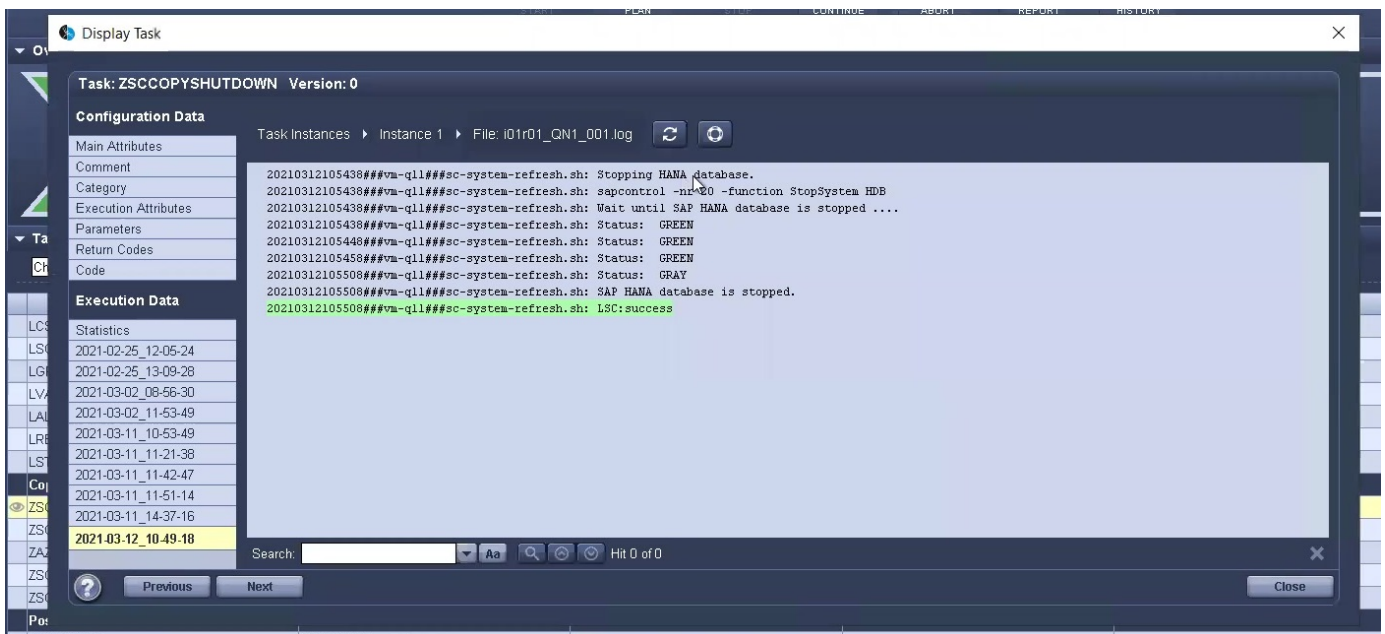 START PLAN STOP CONTINUE ABORT REPORT HISTORY
Display Task
Task: ZSCCOPYSHUTDOWN Version: 0
Configuration Data
Main Attributes
Comment
Category
Execution Attributes
Parameters
Return Codes
Code
Execution Data
Statistics
2021-02-25_12-05-24
2021-02-25_13-09-28
2021-03-02_08-56-30
2021-03-02_11-53-49
2021-03-11_10-53-49
2021-03-11_11-21-38
2021-03-11_11-42-47
2021-03-11_11-51-14
2021-03-11_14-37-16
2021-03-12_10-49-18
Task Instances Instance 1 File: i01r01_QN1_001.log
20210312105438###vm-ql1###sc-system-refresh.sh: Stopping HANA database.
20210312105438###vm-ql1###sc-system-refresh.sh: sapcontrol -nr 20 -function StopSystem HDB
20210312105438###vm-ql1###sc-system-refresh.sh: Wait until SAP HANA database is stopped ....
20210312105438###vm-ql1###sc-system-refresh.sh: Status: GREEN
20210312105448###vm-ql1###sc-system-refresh.sh: Status: GREEN
20210312105458###vm-ql1###sc-system-refresh.sh: Status: GREEN
20210312105508###vm-ql1###sc-system-refresh.sh: Status: GRAY
20210312105508###vm-ql1###sc-system-refresh.sh: SAP HANA database is stopped.
20210312105508###vm-ql1###sc-system-refresh.sh: LSC:success
Search: Aa Hit 0 of 0
? Previous Next Close